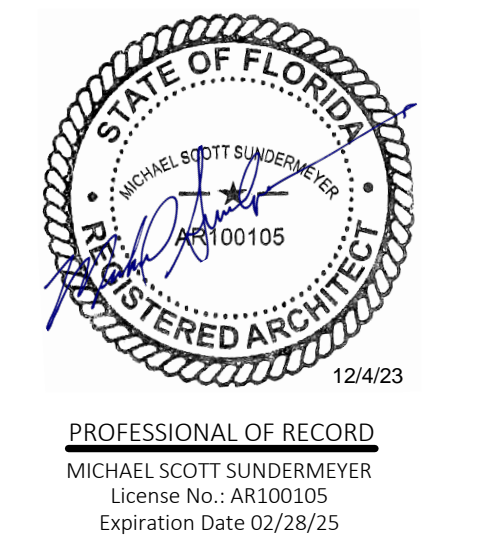 STATE OF FLORIDA
MICHAEL SCOTT SUNDERMEYER
AR100105
REGISTERED ARCHITECT
12/4/23
PROFESSIONAL OF RECORD
MICHAEL SCOTT SUNDERMEYER
License No.: AR100105
Expiration Date 02/28/25